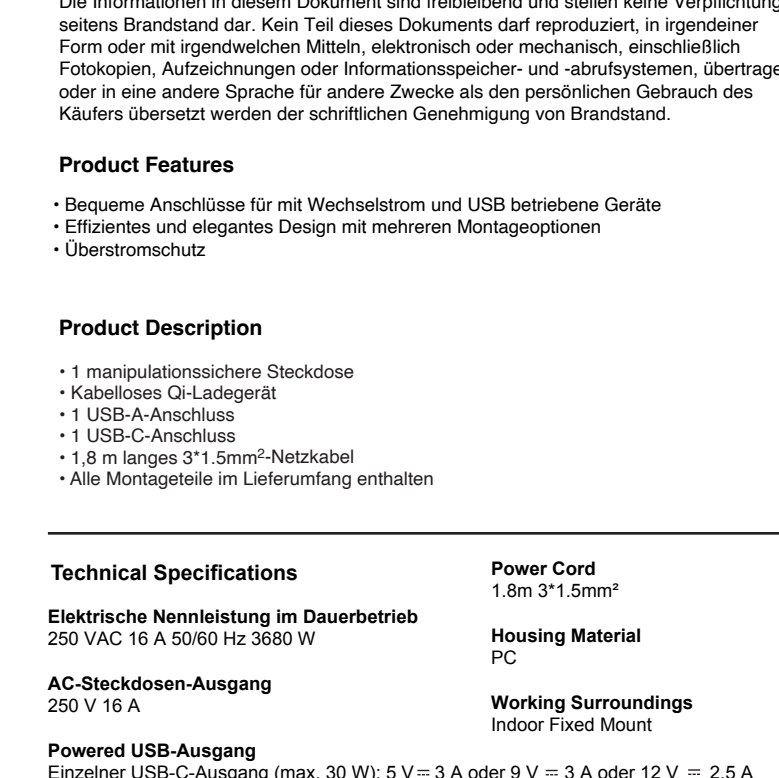 Die Informationen in diesem Dokument sind freibleibend und stellen keine Verpflichtung
seitens Brandstand dar. Kein Teil dieses Dokuments darf reproduziert, in irgendeiner
Form oder mit irgendwelchen Mitteln, elektronisch oder mechanisch, einschließlich
Fotokopien, Aufzeichnungen oder Informationsspeicher- und -abrufsystemen, übertrage
oder in eine andere Sprache für andere Zwecke als den persönlichen Gebrauch des
Käufers übersetzt werden der schriftlichen Genehmigung von Brandstand.
Product Features
• Bequeme Anschlüsse für mit Wechselstrom und USB betriebene Geräte
• Effizientes und elegantes Design mit mehreren Montageoptionen
• Überstromschutz
Product Description
• 1 manipulationssichere Steckdose
• Kabelloses Qi-Ladegerät
• 1 USB-A-Anschluss
• 1 USB-C-Anschluss
• 1,8 m langes 3*1.5mm²-Netzkabel
• Alle Montageteile im Lieferumfang enthalten
Technical Specifications
Elektrische Nennleistung im Dauerbetrieb
250 VAC 16 A 50/60 Hz 3680 W
AC-Steckdosen-Ausgang
250 V 16 A
Powered USB-Ausgang
Einzelner USB-C-Ausgang (max. 30 W): 5 V⎓ 3 A oder 9 V ⎓ 3 A oder 12 V ⎓ 2.5 A
Power Cord
1.8m 3*1.5mm²
Housing Material
PC
Working Surroundings
Indoor Fixed Mount